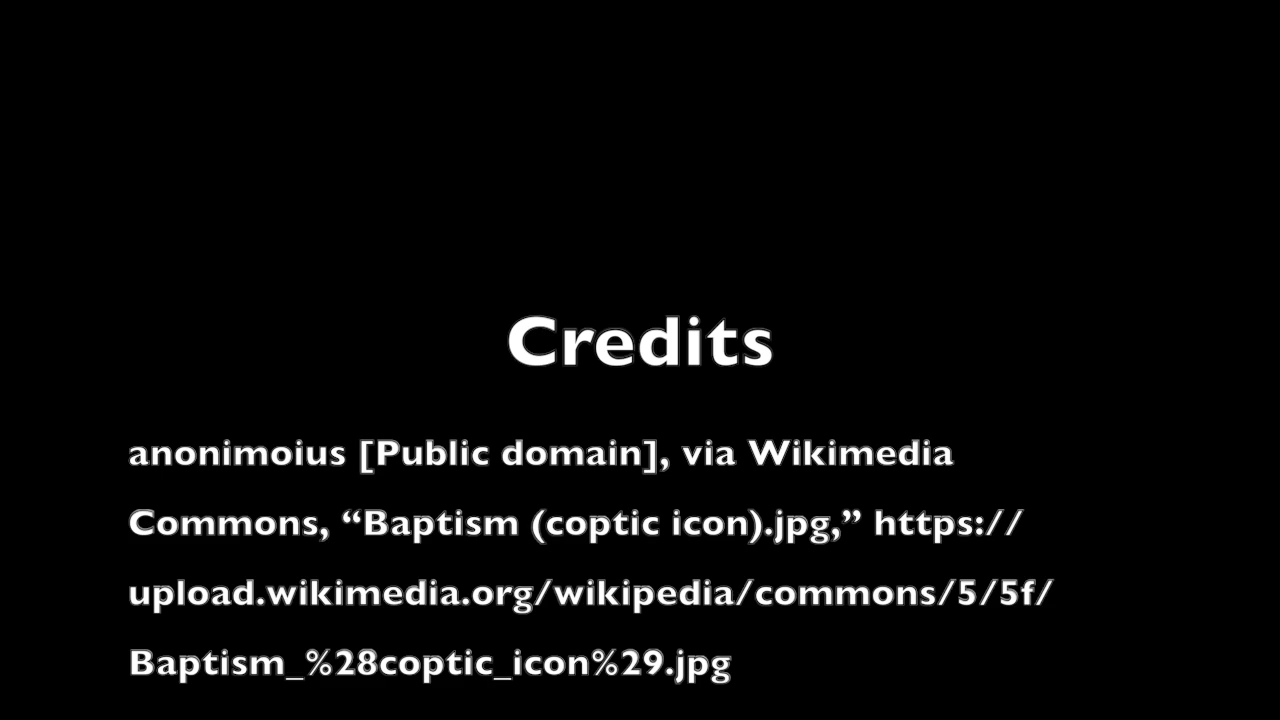 Credits
anonimoius [Public domain], via Wikimedia
Commons, “Baptism (coptic icon).jpg,” https://
upload.wikimedia.org/wikipedia/commons/5/5f/
Baptism_%28coptic_icon%29.jpg